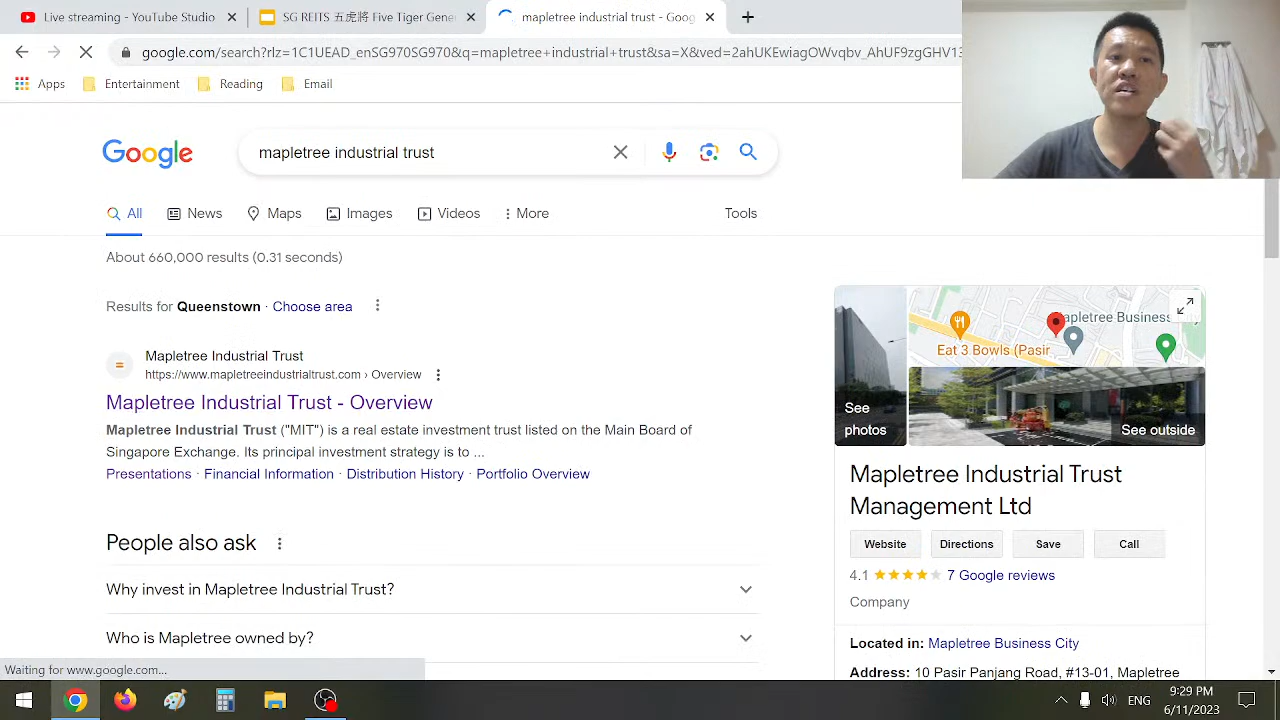 Live streaming - YouTube Studio
SG REITS 五虎將 Five Tiger Gen
mapletree industrial trust - Goog
google.com/search?rlz=1C1UEAD_enSG970SG970&q=mapletree+industrial+trust&sa=X&ved=2ahUKEwiagOWvqbv_AhUF9zgGHV13
Apps
Entertainment
Reading
Email
Google
mapletree industrial trust
All
News
Maps
Images
Videos
More
Tools
About 660,000 results (0.31 seconds)
Results for Queenstown · Choose area
Mapletree Industrial Trust
https://www.mapletreeindustrialtrust.com › Overview
Mapletree Industrial Trust - Overview
Mapletree Industrial Trust ("MIT") is a real estate investment trust listed on the Main Board of
Singapore Exchange. Its principal investment strategy is to ...
Presentations · Financial Information · Distribution History · Portfolio Overview
People also ask
Why invest in Mapletree Industrial Trust?
Who is Mapletree owned by?
Waiting for www.google.com...
apletree Business
Eat 3 Bowls (Pasir
See
photos
See outside
Mapletree Industrial Trust
Management Ltd
Website
Directions
Save
Call
4.1
7 Google reviews
Company
Located in: Mapletree Business City
Address: 10 Pasir Panjang Road, #13-01, Mapletree
ENG
9:29 PM
6/11/2023